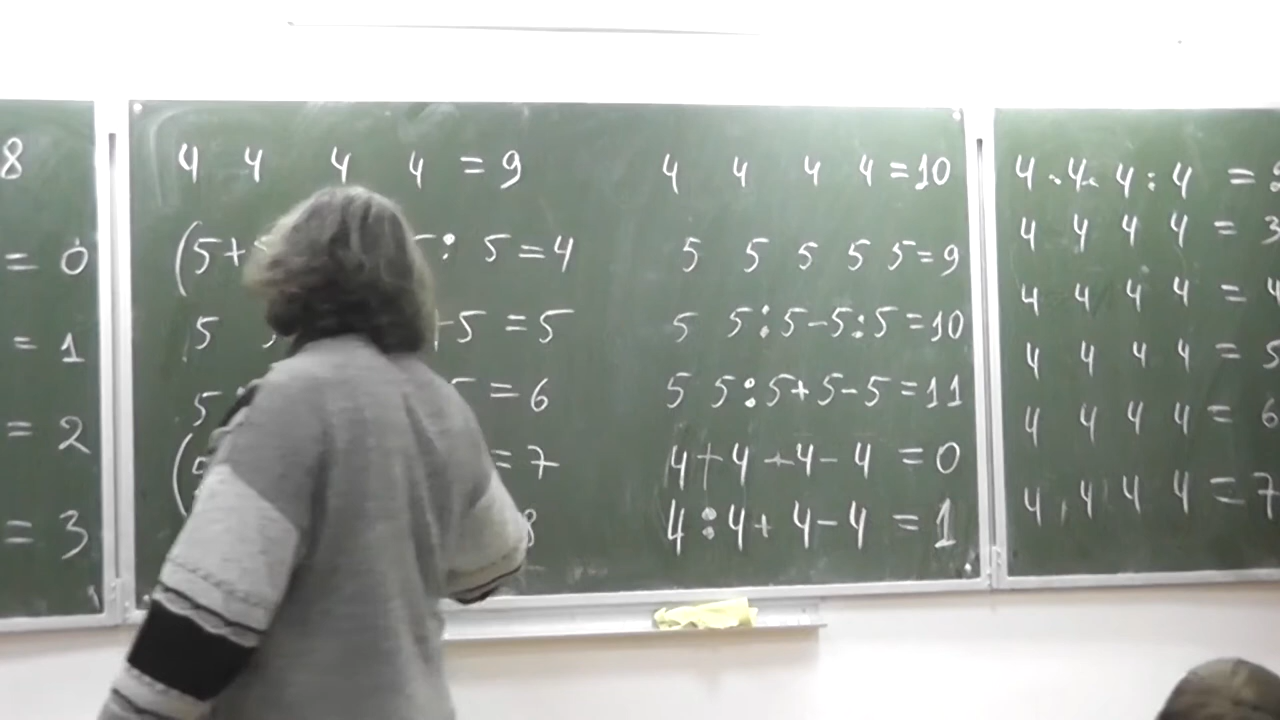 8
= 0
= 1
= 2
= 3
4 4 4 4 = 9
(5+ : 5=4
5 -5 =5
5 =6
( =7
8
4 4 4 4 =10
5 5 5 5 5=9
5 5:5-5:5=10
5 5:5+5-5=11
4+4+4-4 =0
4:4+4-4 =1
4 4 4:4 =
4 4 4 4 = 3
4 4 4 4 = 4
4 4 4 4 = 5
4 4 4 4 = 6
4 4 4 4 =7